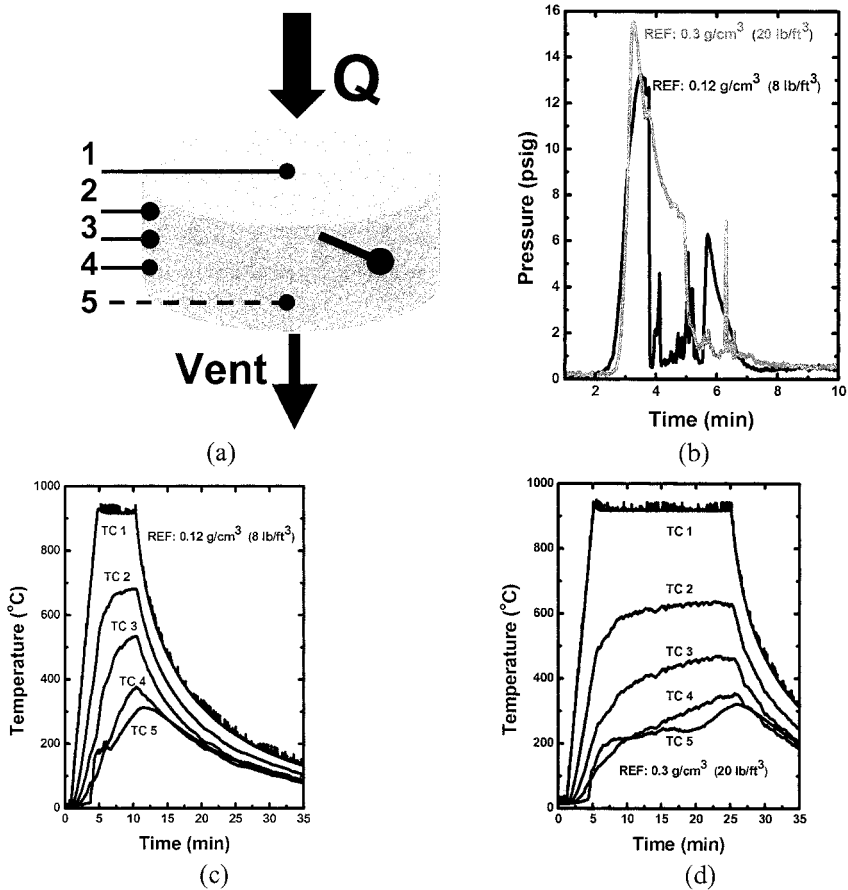 Q
1
2
3
4
5
Vent
(a)
16
14
12
10
8
6
4
2
0
Pressure (psig)
REF: 0.3 g/cm³ (20 lb/ft³)
REF: 0.12 g/cm³ (8 lb/ft³)
2 4 6 8 10
Time (min)
(b)
1000
800
600
400
200
0
Temperature (°C)
TC 1
REF: 0.12 g/cm³ (8 lb/ft³)
TC 2
TC 3
TC 4
TC 5
0 5 10 15 20 25 30 35
Time (min)
(c)
1000
800
600
400
200
0
Temperature (°C)
TC 1
TC 2
TC 3
TC 4
TC 5
REF: 0.3 g/cm³ (20 lb/ft³)
0 5 10 15 20 25 30 35
Time (min)
(d)